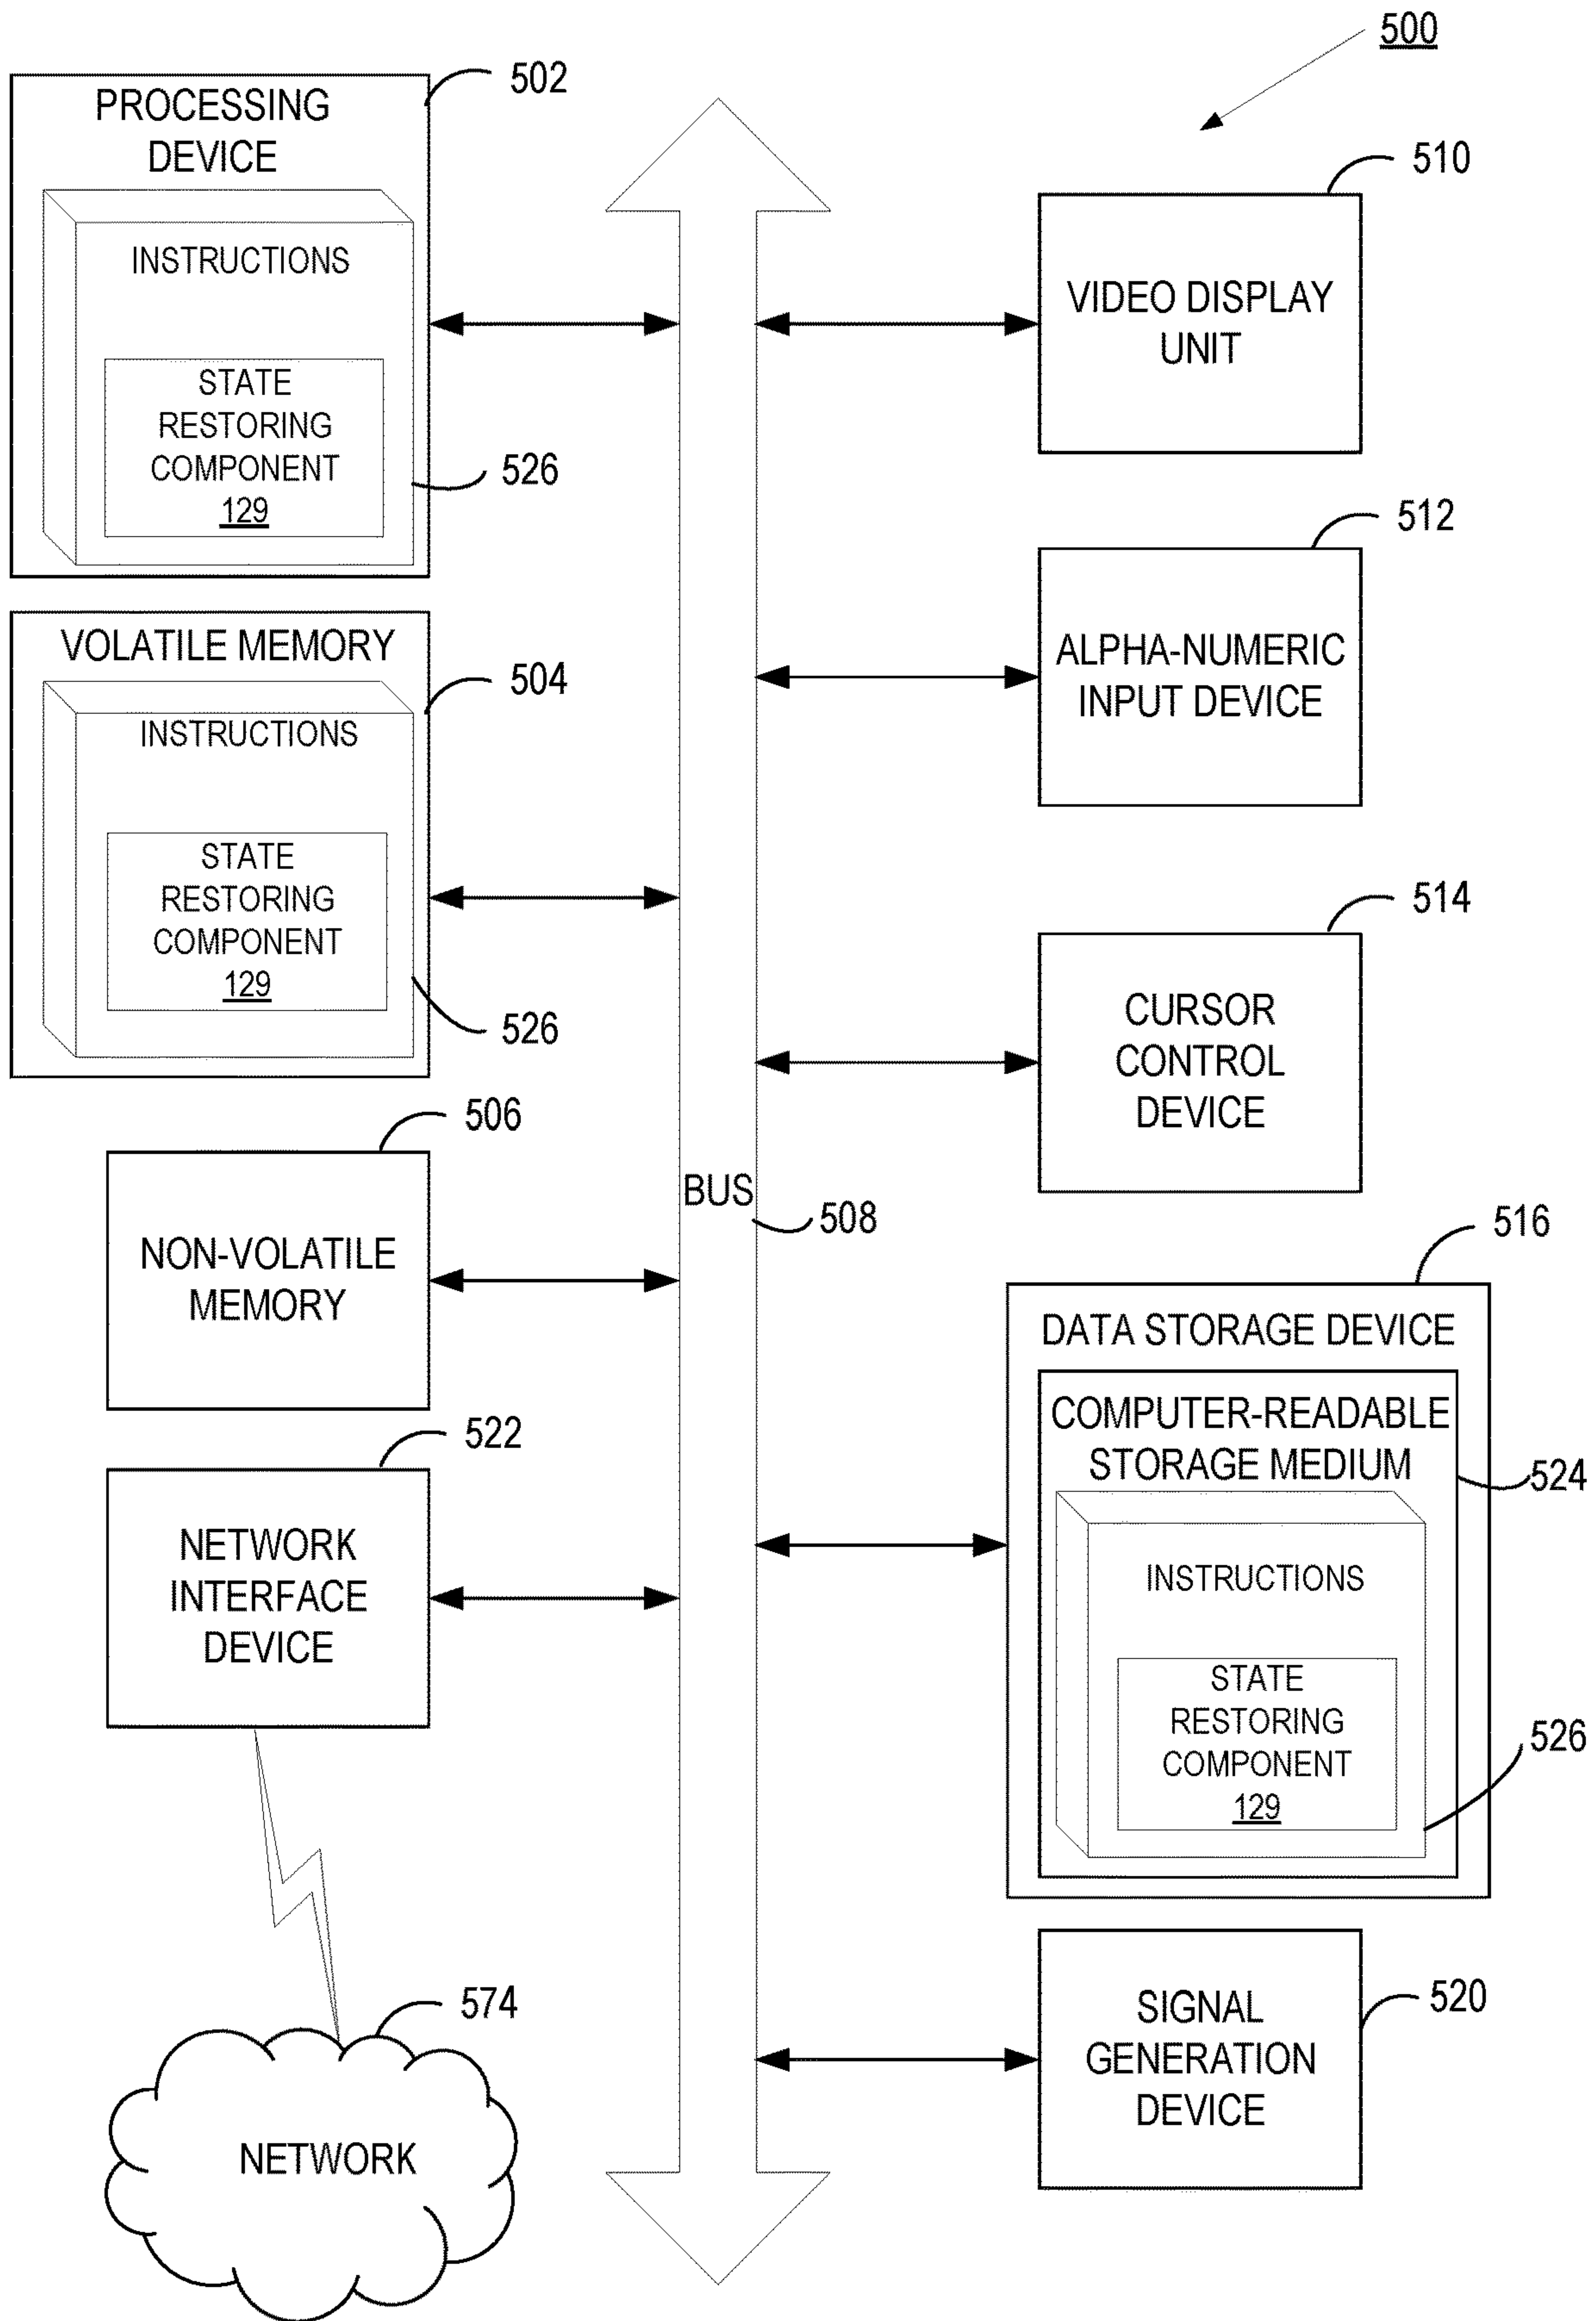 500
502
PROCESSING
DEVICE
INSTRUCTIONS
STATE
RESTORING
COMPONENT
129
526
VOLATILE MEMORY
504
INSTRUCTIONS
STATE
RESTORING
COMPONENT
129
526
506
NON-VOLATILE
MEMORY
522
NETWORK
INTERFACE
DEVICE
574
NETWORK
BUS
508
510
VIDEO DISPLAY
UNIT
512
ALPHA-NUMERIC
INPUT DEVICE
514
CURSOR
CONTROL
DEVICE
516
DATA STORAGE DEVICE
COMPUTER-READABLE
STORAGE MEDIUM
524
INSTRUCTIONS
STATE
RESTORING
COMPONENT
129
526
SIGNAL
GENERATION
DEVICE
520